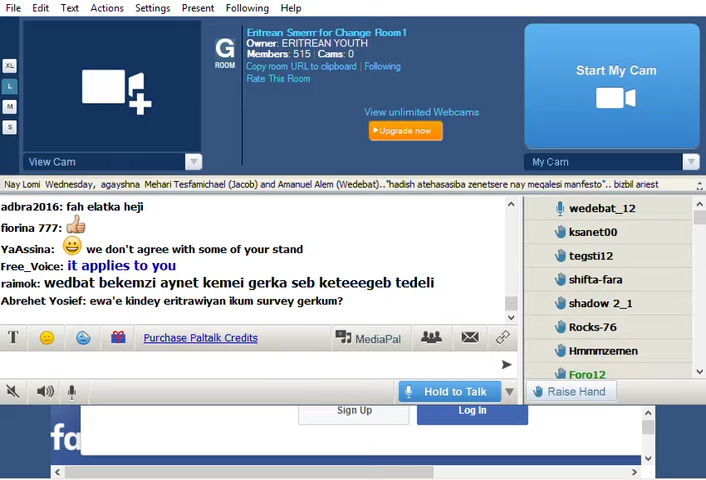 File Edit Text Actions Settings Present Following Help
XL
L
M
S
G
ROOM
Eritrean Smerrr for Change Room1
Owner: ERITREAN YOUTH
Members: 515 | Cams: 0
Copy room URL to clipboard | Following
Rate This Room
View unlimited Webcams
Upgrade now
Start My Cam
View Cam
My Cam
Nay Lomi Wednesday, agayshna Mehari Tesfamichael (Jacob) and Amanuel Alem (Wedebat).."hadish atehasasiba zenetsere nay meqalesi manfesto".. bizbil ariest
adbra2016: fah elatka heji
fiorina 777:
YaAssina: we don't agree with some of your stand
Free_Voice: it applies to you
raimok: wedbat bekemzi aynet kemei gerka seb keteeegeb tedeli
Abrehet Yosief: ewa'e kindey eritrawiyan ikum survey gerkum?
wedebat_12
ksanet00
tegsti12
shifta-fara
shadow 2_1
Rocks-76
Hmmmzemen
Foro12
T
Purchase Paltalk Credits
MediaPal
Hold to Talk
Raise Hand
fa
Sign Up
Log In